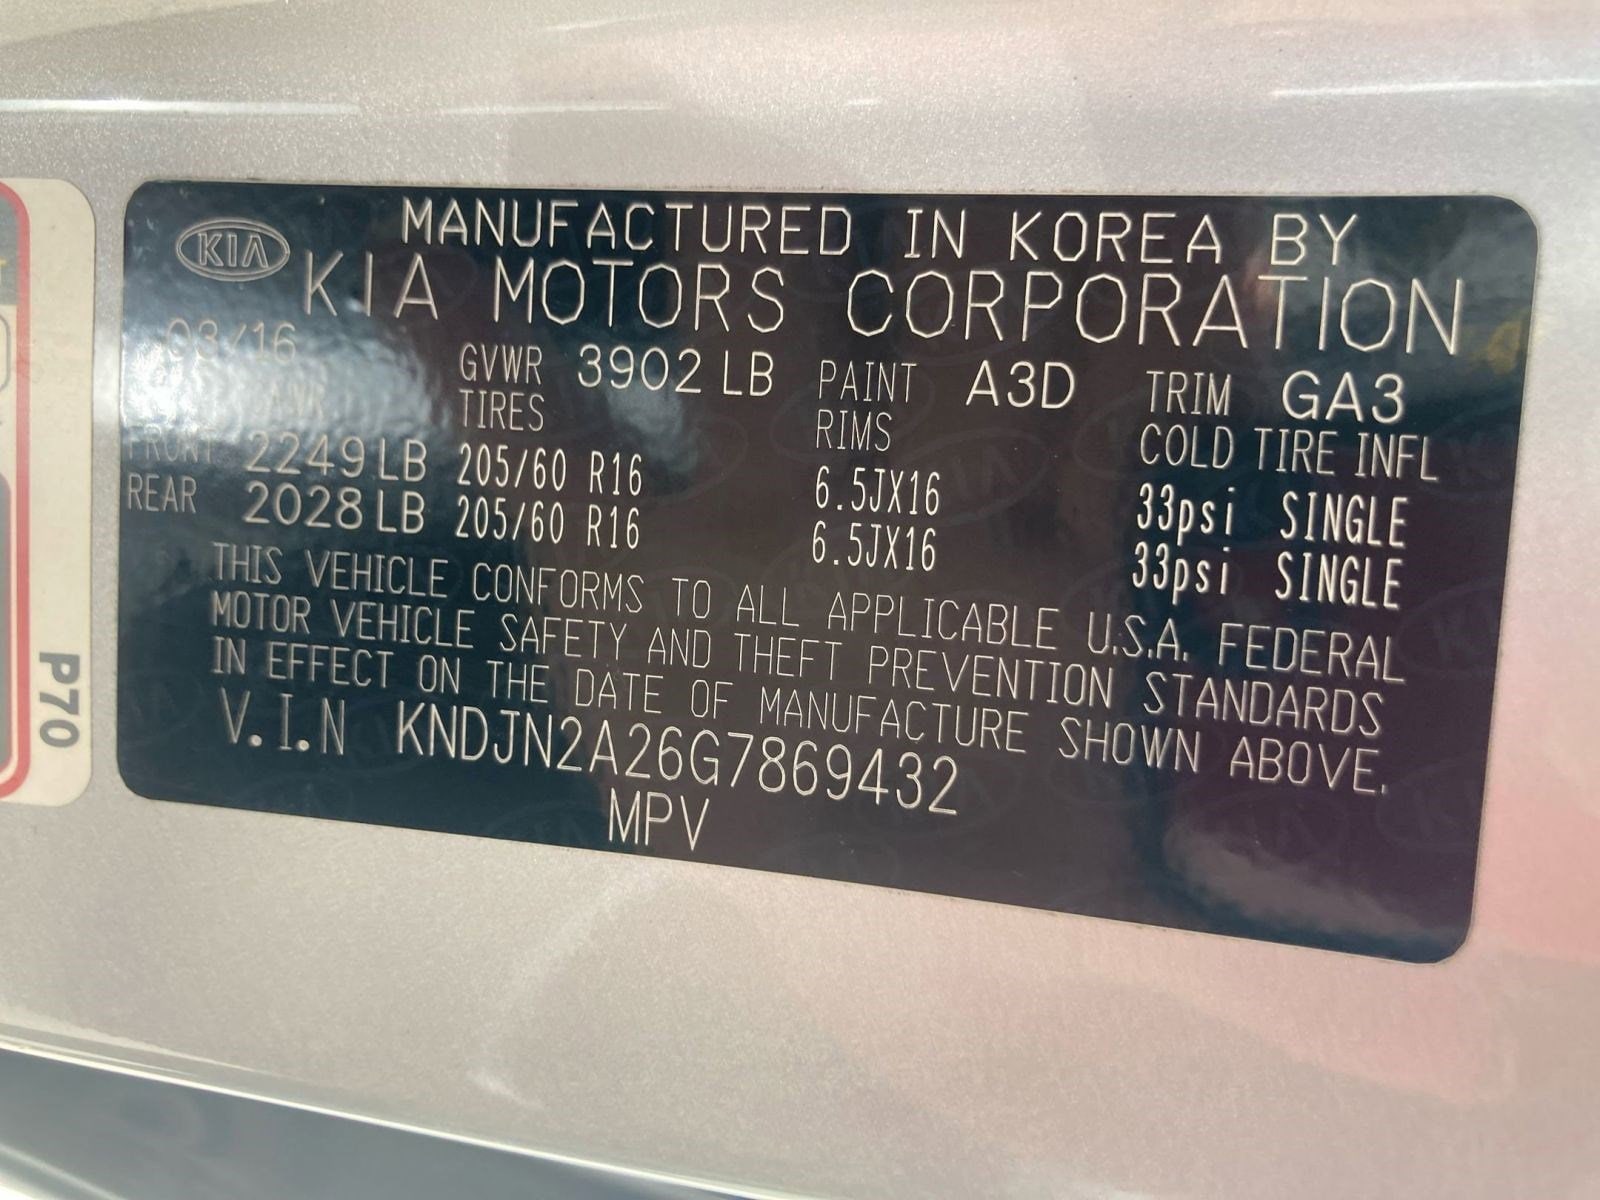 MANUFACTURED IN KOREA BY
KIA KIA MOTORS CORPORATION
03/16 GVWR 3902 LB PAINT A3D TRIM GA3
TIRES RIMS COLD TIRE INFL
FRONT 2249 LB 205/60 R16 6.5JX16 33psi SINGLE
REAR 2028 LB 205/60 R16 6.5JX16 33psi SINGLE
THIS VEHICLE CONFORMS TO ALL APPLICABLE U.S.A. FEDERAL
MOTOR VEHICLE SAFETY AND THEFT PREVENTION STANDARDS
IN EFFECT ON THE DATE OF MANUFACTURE SHOWN ABOVE.
V.I.N KNDJN2A26G7869432
MPV
P70